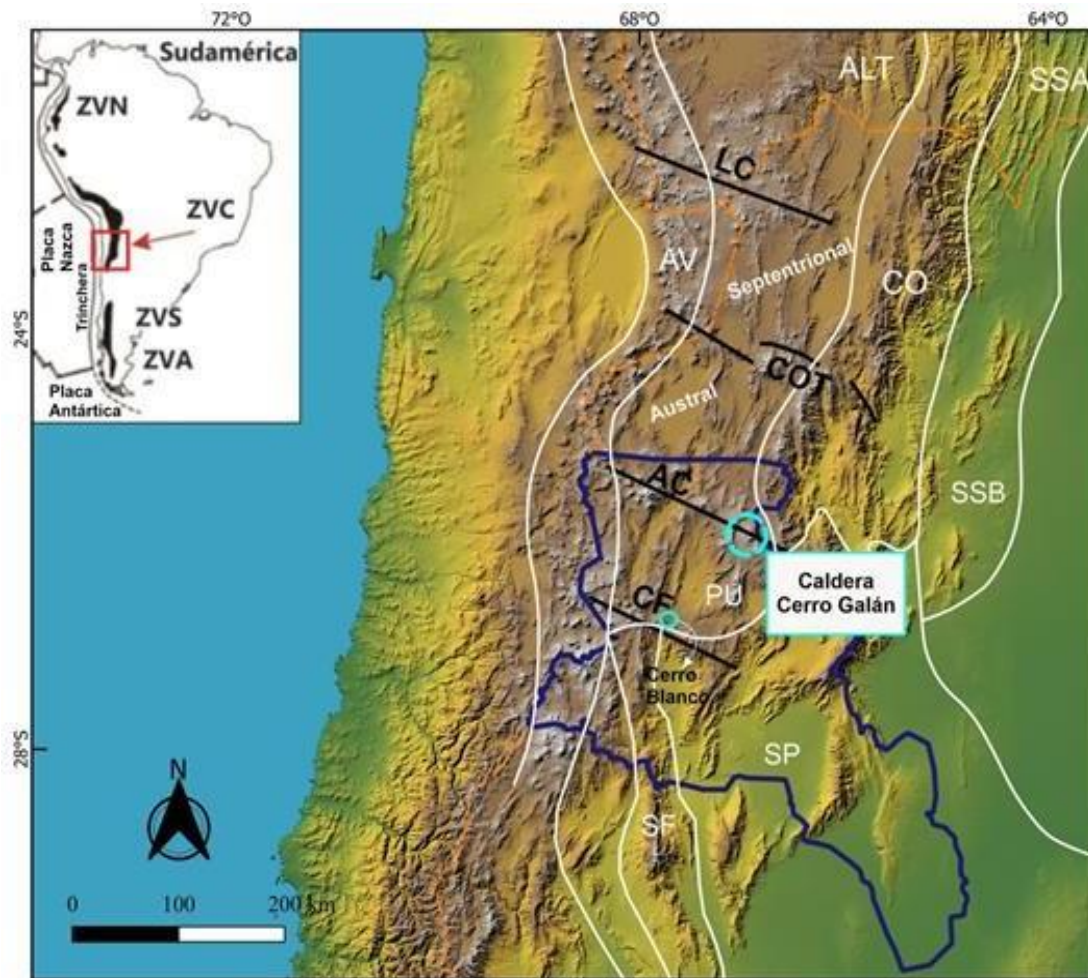 72°O
68°O
64°O
Sudamérica
ZVN
ZVC
Placa
Nazca
Trinchera
ZVS
ZVA
Placa
Antártica
ALT
SSA
LC
AV
Septentrional
CO
24°S
COT
Austral
AC
SSB
PU
Caldera
Cerro Galán
CF
Cerro
Blanco
28°S
SP
N
SF
0 100 200 km